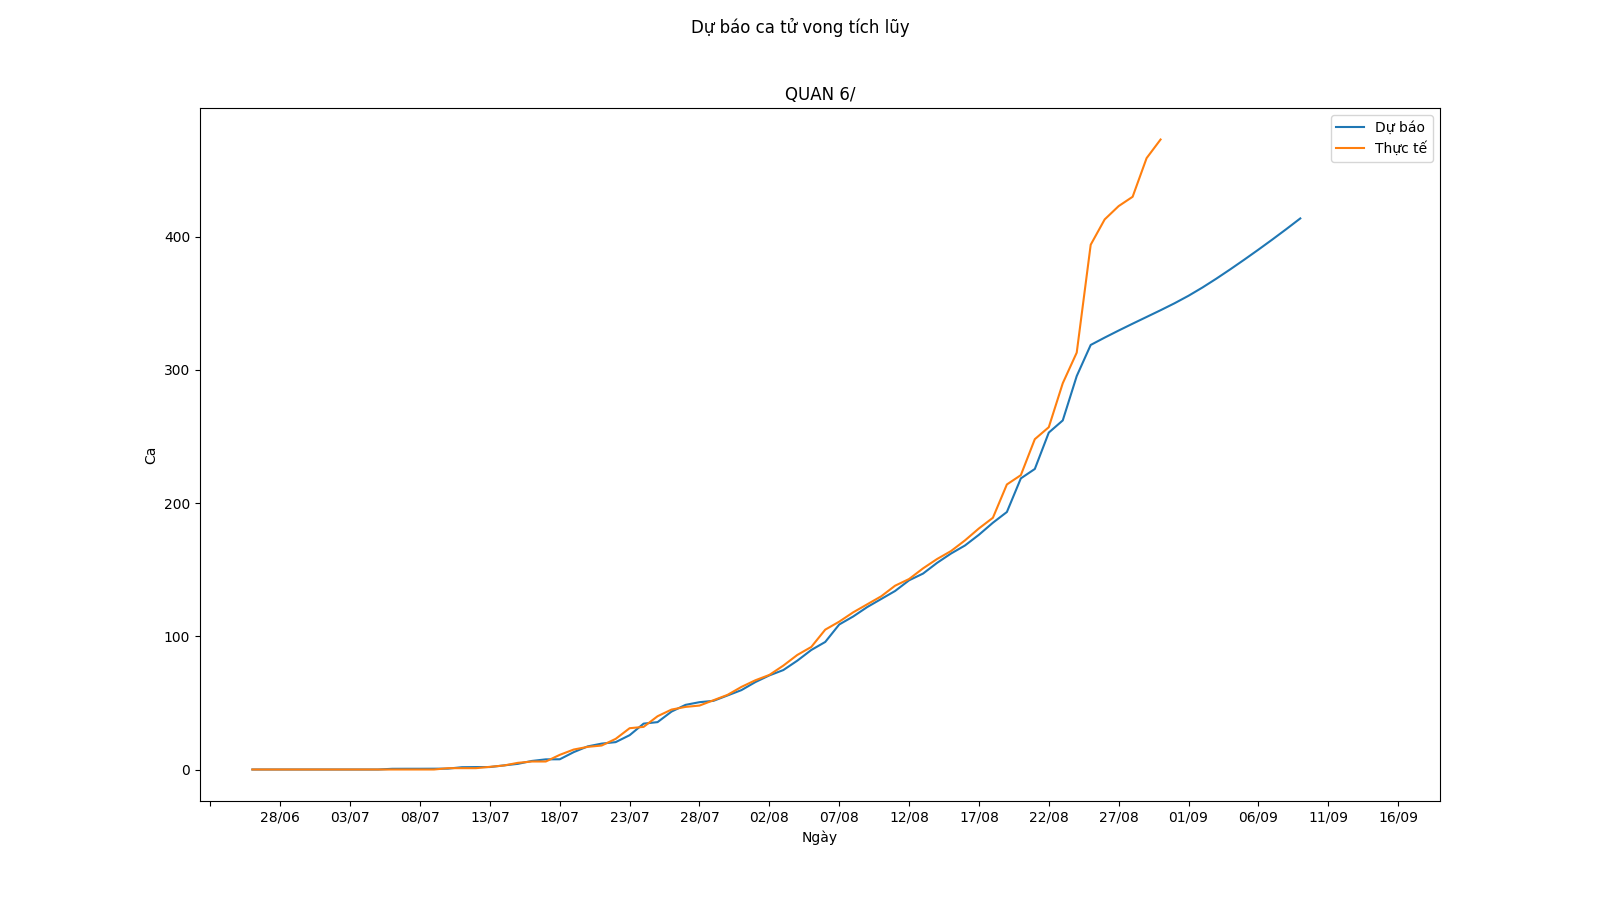 Dự báo ca tử vong tích lũy
QUAN 6/
Dự báo
Thực tế
Ca
400
300
200
100
0
28/06 03/07 08/07 13/07 18/07 23/07 28/07 02/08 07/08 12/08 17/08 22/08 27/08 01/09 06/09 11/09 16/09
Ngày